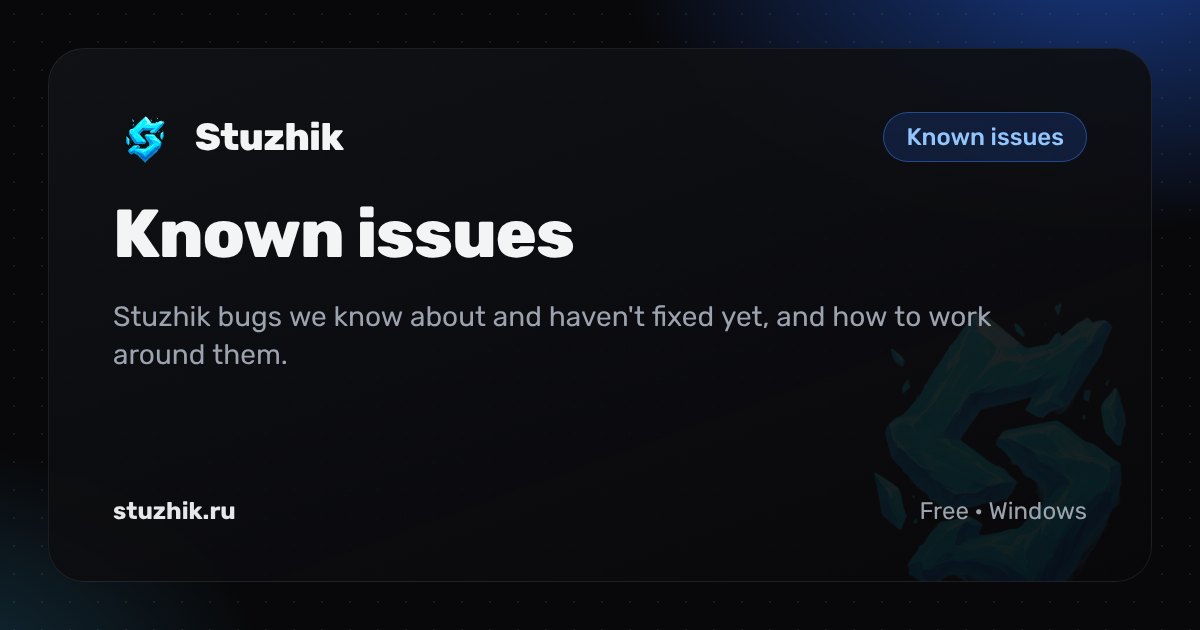 Stuzhik
Known issues
Known issues
Stuzhik bugs we know about and haven't fixed yet, and how to work
around them.
stuzhik.ru
Free • Windows